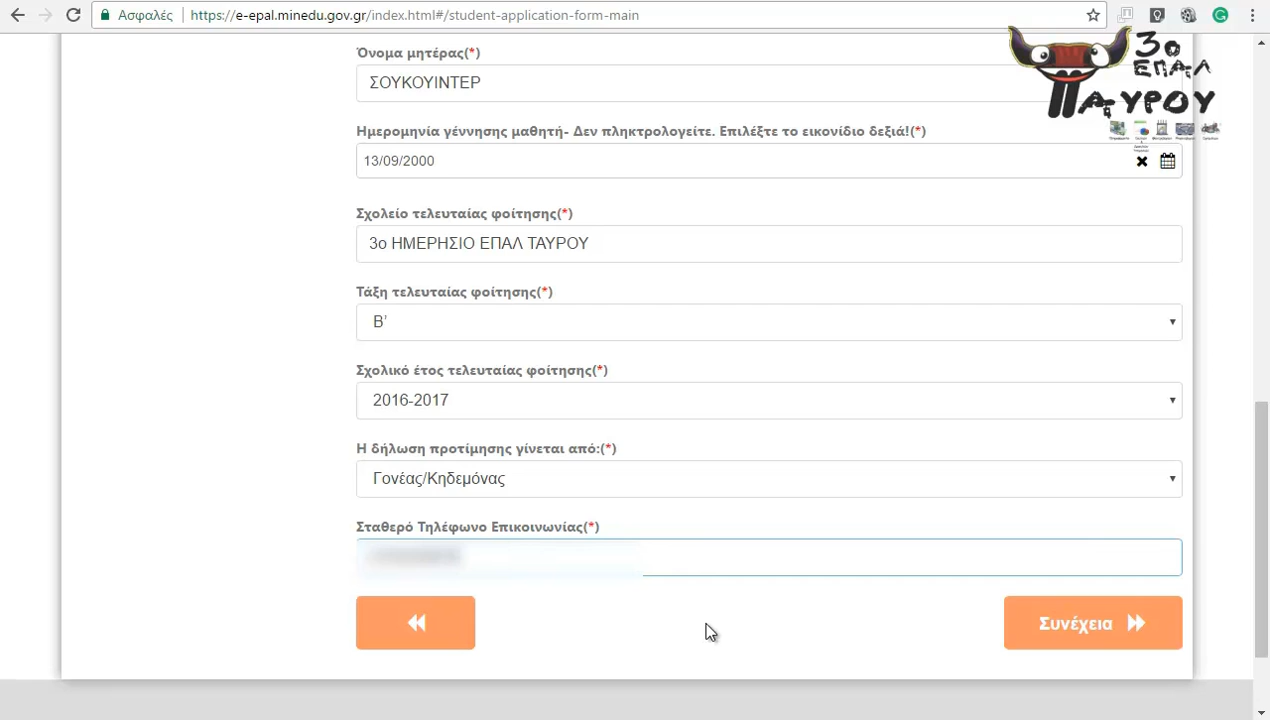 Ασφαλές https://e-epal.minedu.gov.gr/index.html#/student-application-form-main
Όνομα μητέρας(*)
ΣΟΥΚΟΥΙΝΤΕΡ
3ο
ΕΠΑΛ
ΤΑΥΡΟΥ
Ημερομηνία γέννησης μαθητή- Δεν πληκτρολογείτε. Επιλέξτε το εικονίδιο δεξιά!(*)
13/09/2000
Σχολείο τελευταίας φοίτησης(*)
3ο ΗΜΕΡΗΣΙΟ ΕΠΑΛ ΤΑΥΡΟΥ
Τάξη τελευταίας φοίτησης(*)
Β’
Σχολικό έτος τελευταίας φοίτησης(*)
2016-2017
Η δήλωση προτίμησης γίνεται από:(*)
Γονέας/Κηδεμόνας
Σταθερό Τηλέφωνο Επικοινωνίας(*)
Συνέχεια